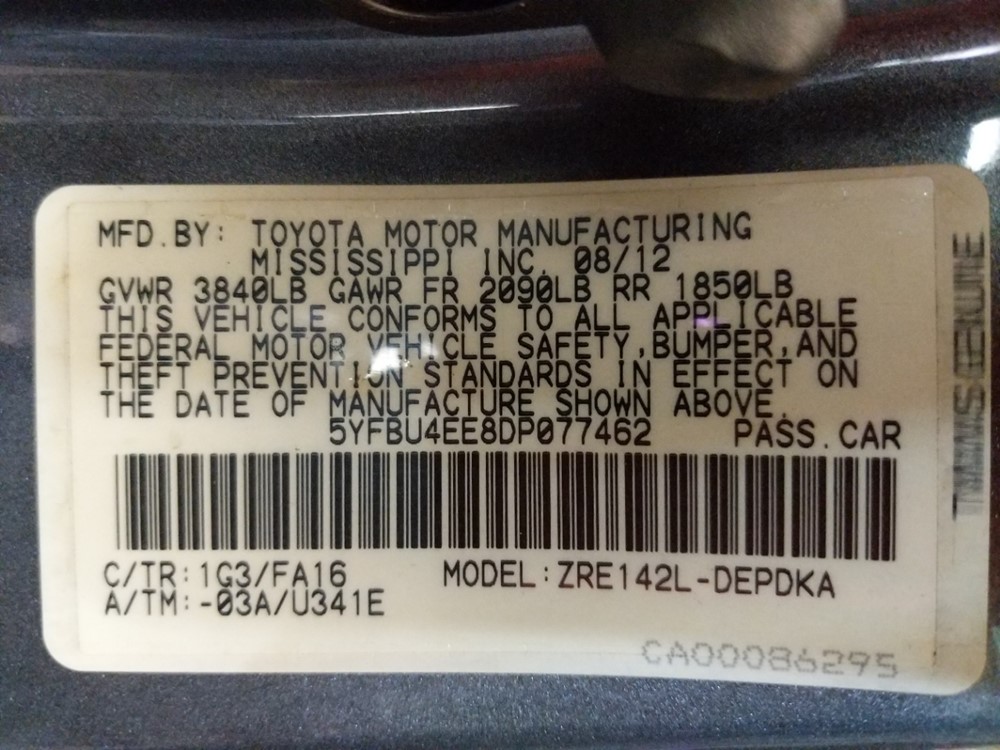 MFD.BY: TOYOTA MOTOR MANUFACTURING
MISSISSIPPI INC. 08/12
GVWR 3840LB GAWR FR 2090LB RR 1850LB
THIS VEHICLE CONFORMS TO ALL APPLICABLE
FEDERAL MOTOR VEHICLE SAFETY,BUMPER,AND
THEFT PREVENTION STANDARDS IN EFFECT ON
THE DATE OF MANUFACTURE SHOWN ABOVE.
5YFBU4EE8DP077462 PASS.CAR
C/TR:1G3/FA16 MODEL:ZRE142L-DEPDKA
A/TM:-03A/U341E
CA00086295